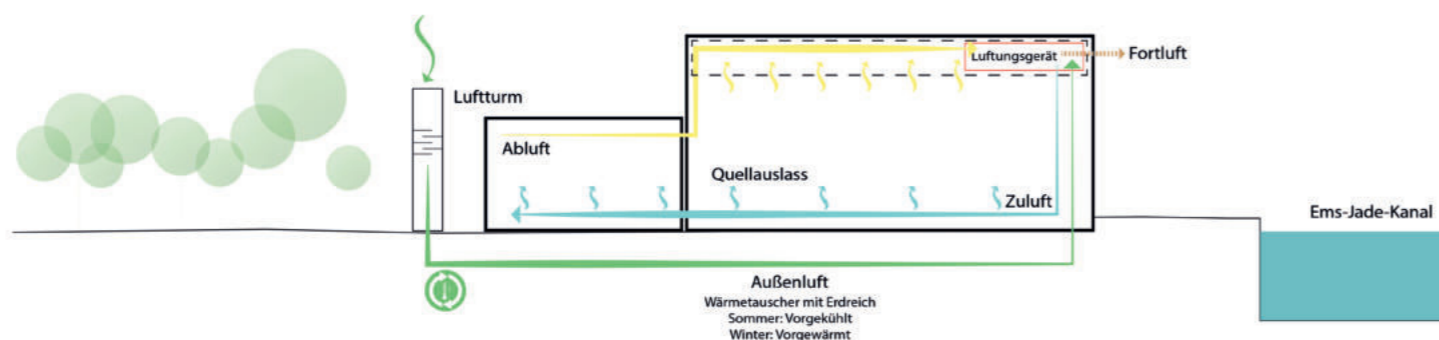 Luftturm
Abluft
Quellauslass
Zuluft
Luftungsgerät
Fortluft
Ems-Jade-Kanal
Außenluft
Wärmetauscher mit Erdreich
Sommer: Vorgekühlt
Winter: Vorgewärmt